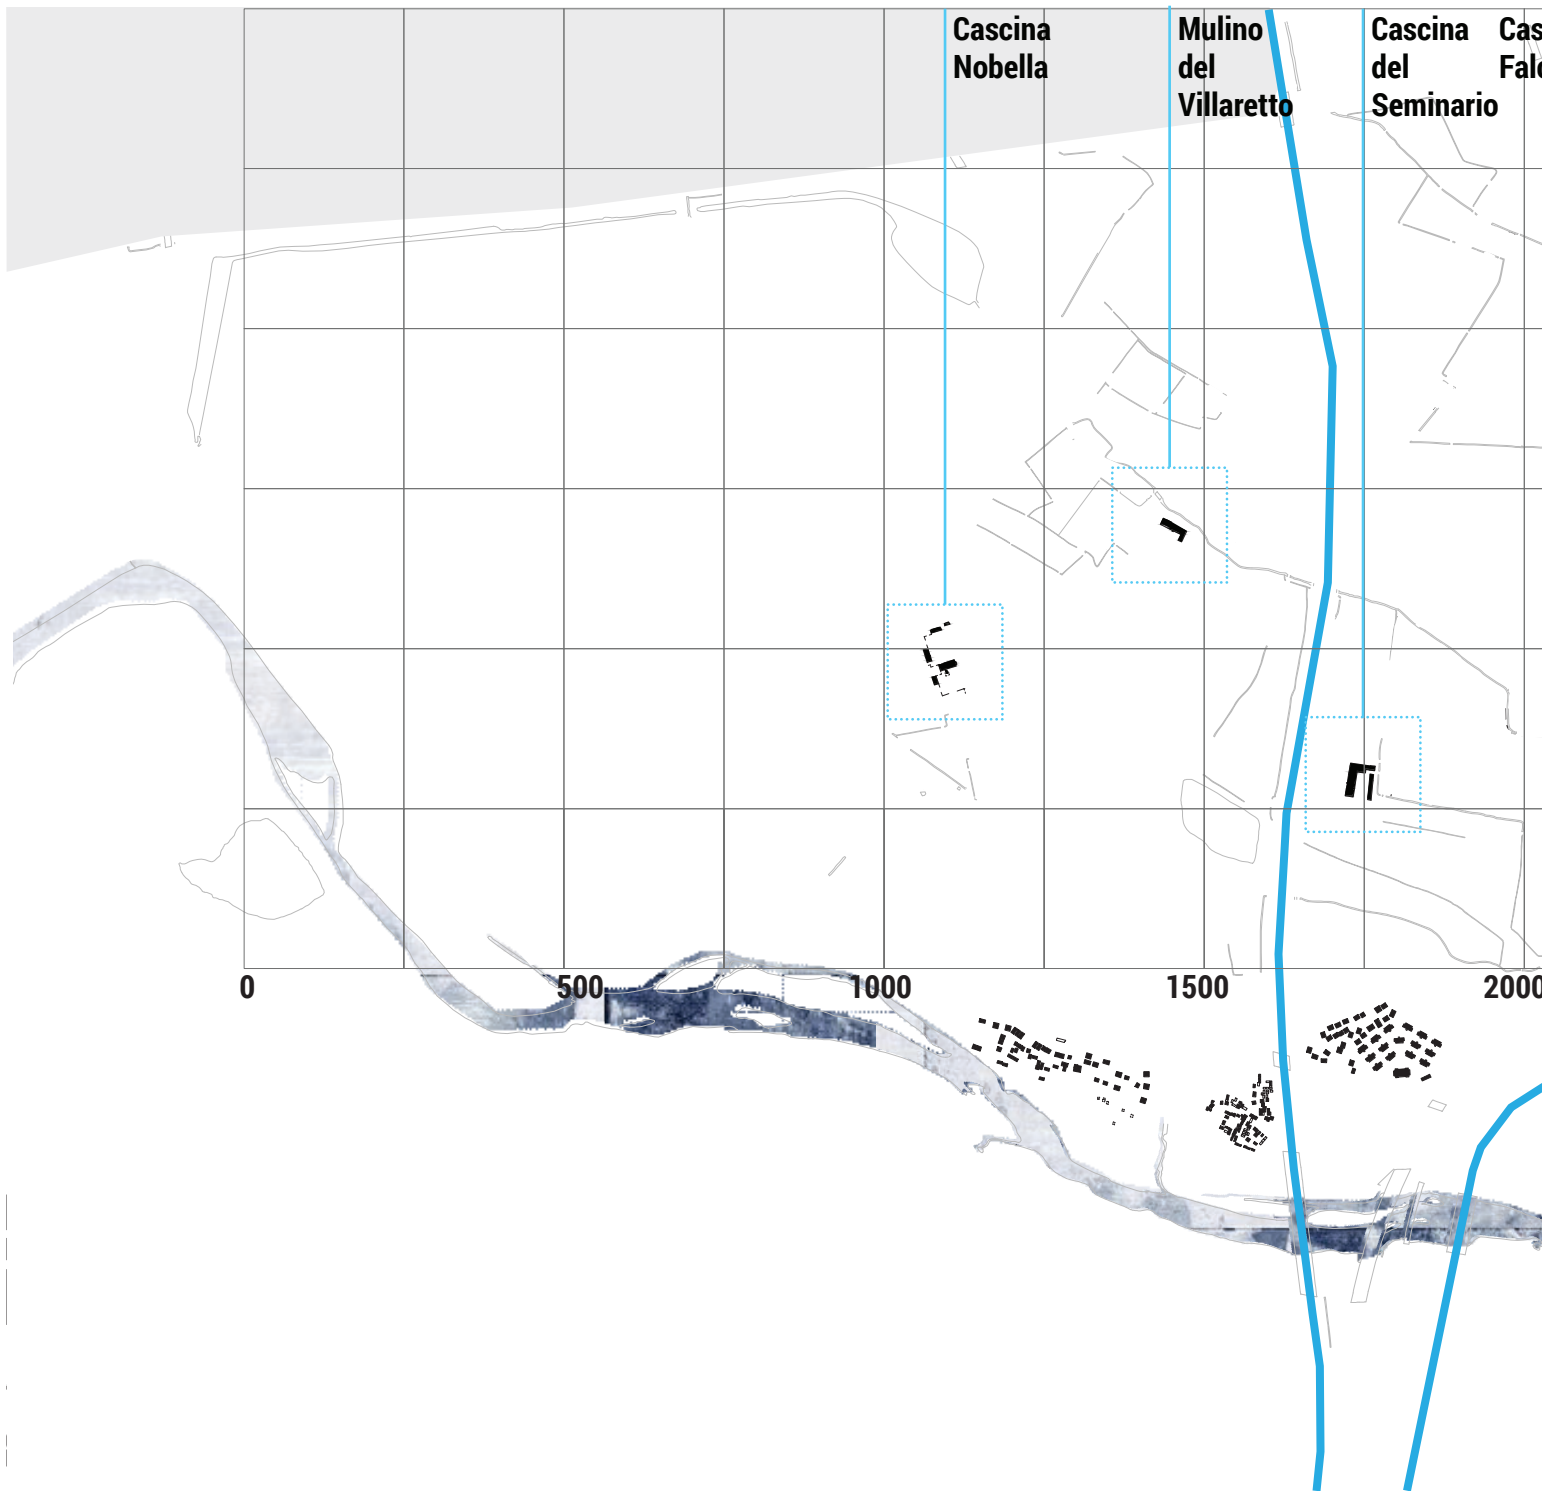 Cascina
Nobella
Mulino
del
Villaretto
Cascina
del
Seminario
0
500
1000
1500
2000